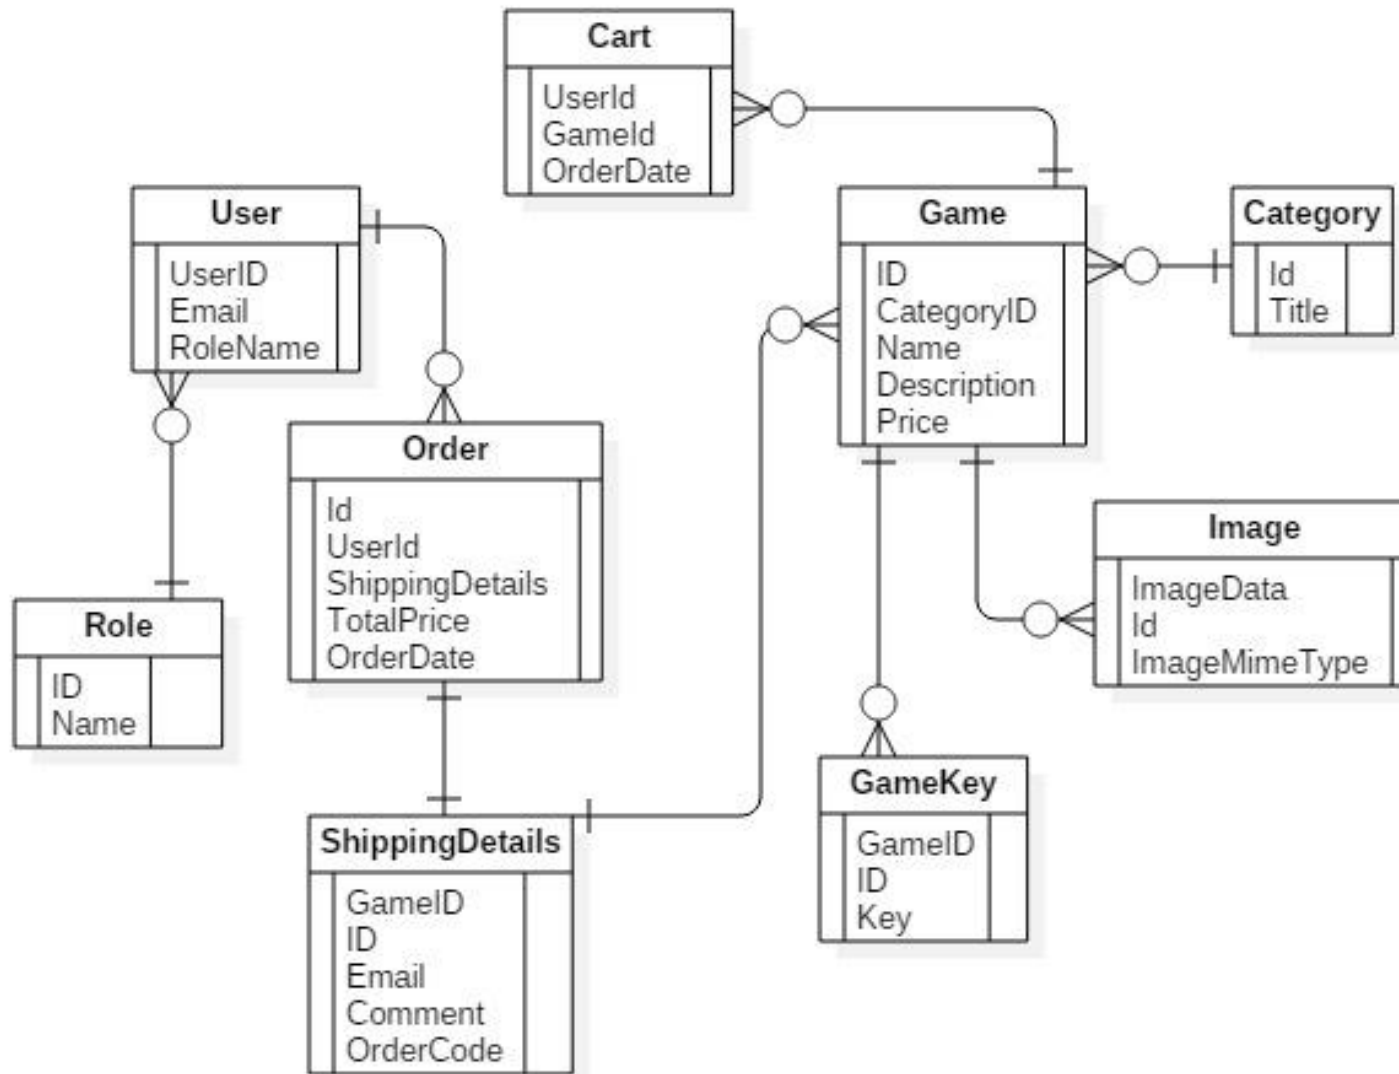 Cart
UserId
GameId
OrderDate
User
UserID
Email
RoleName
Game
ID
CategoryID
Name
Description
Price
Category
Id
Title
Order
Id
UserId
ShippingDetails
TotalPrice
OrderDate
Image
ImageData
Id
ImageMimeType
Role
ID
Name
GameKey
GameID
ID
Key
ShippingDetails
GameID
ID
Email
Comment
OrderCode